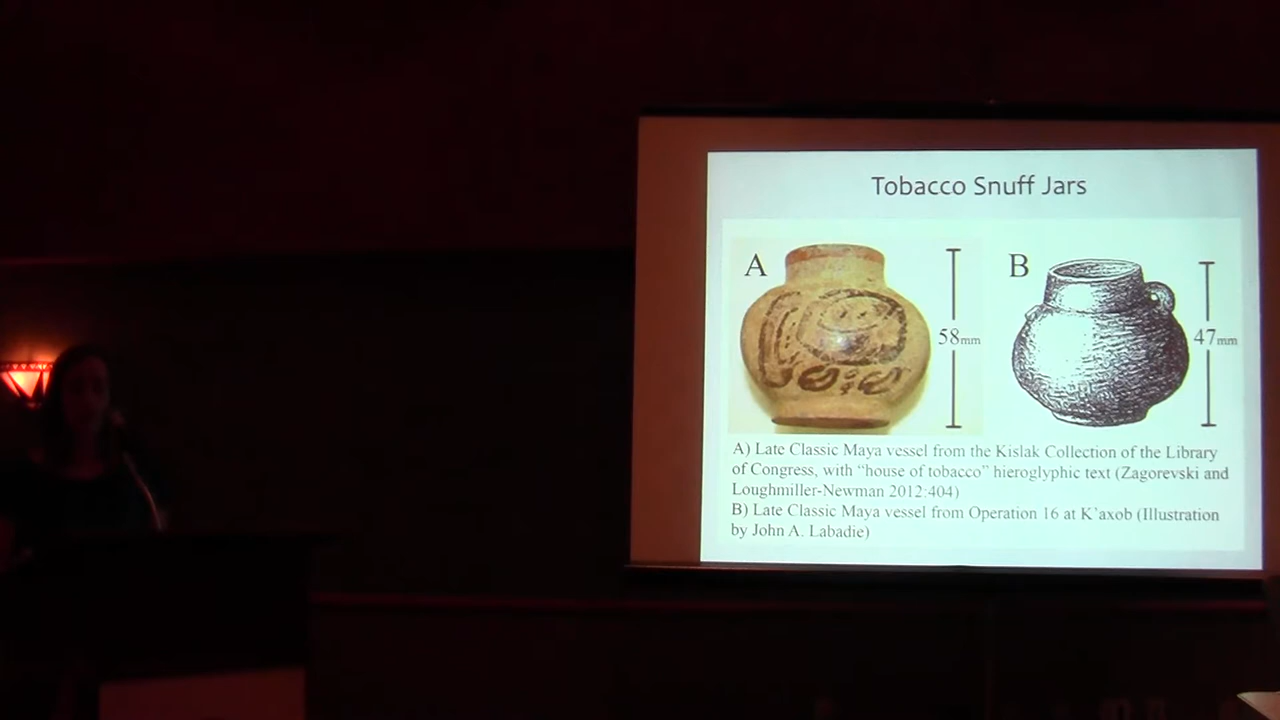 Tobacco Snuff Jars
A
58mm
B
47mm
A) Late Classic Maya vessel from the Kislak Collection of the Library
of Congress, with “house of tobacco” hieroglyphic text (Zagorevski and
Loughmiller-Newman 2012:404)
B) Late Classic Maya vessel from Operation 16 at K’axob (Illustration
by John A. Labadie)